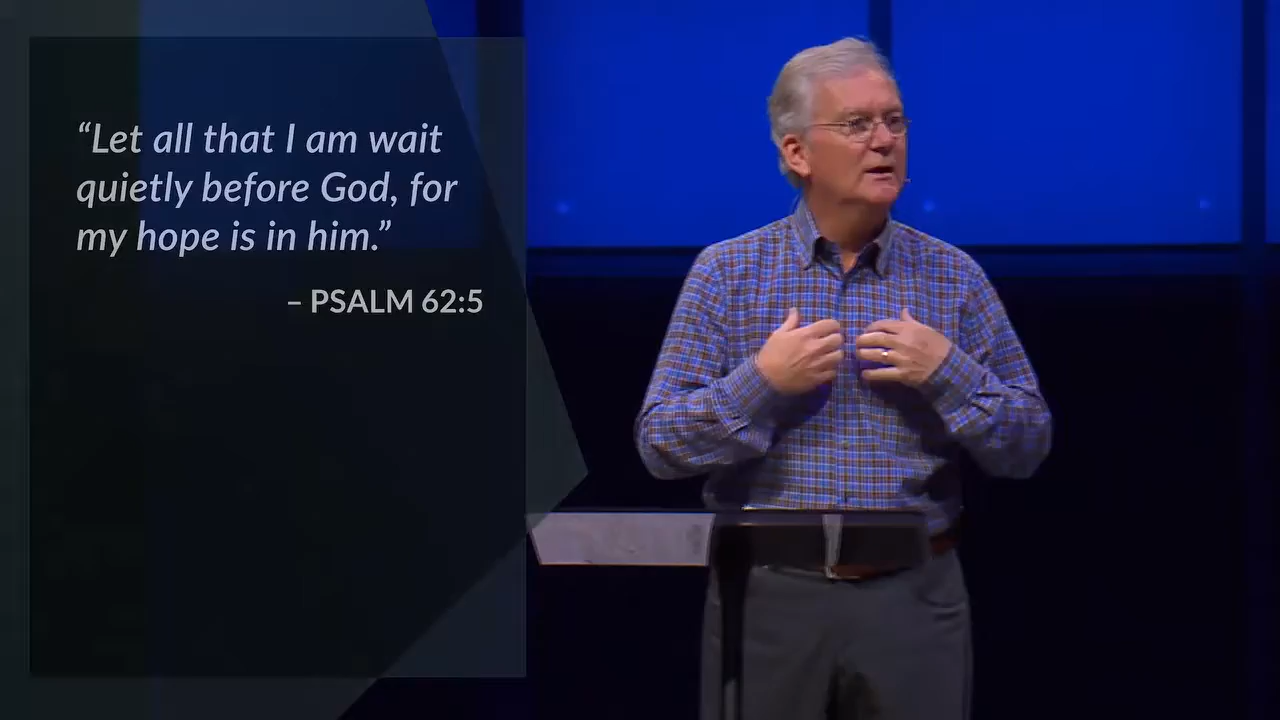 “Let all that I am wait
quietly before God, for
my hope is in him.”
– PSALM 62:5